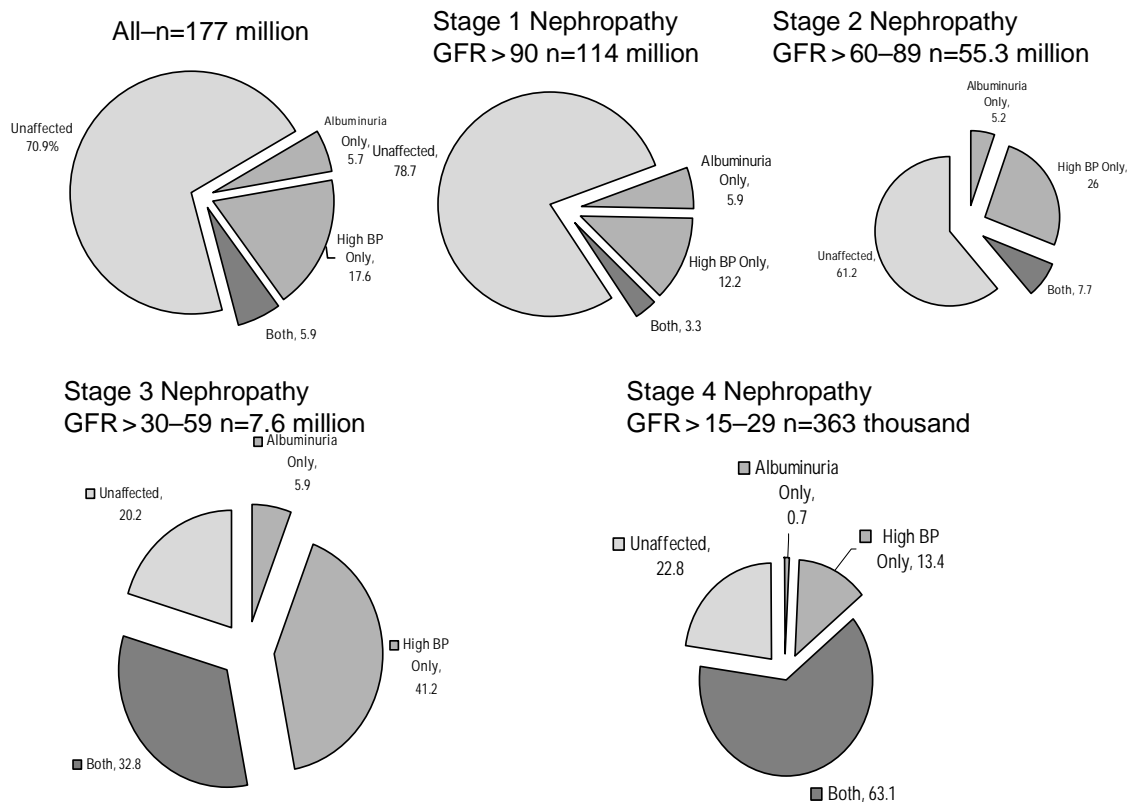 All–n=177 million
Unaffected
70.9%
Albuminuria
Only,
5.7
High BP
Only,
17.6
Both, 5.9
Stage 1 Nephropathy
GFR > 90 n=114 million
Unaffected,
78.7
Albuminuria
Only,
5.9
High BP Only,
12.2
Both, 3.3
Stage 2 Nephropathy
GFR > 60–89 n=55.3 million
Albuminuria
Only,
5.2
High BP Only,
26
Unaffected,
61.2
Both, 7.7
Stage 3 Nephropathy
GFR > 30–59 n=7.6 million
Albuminuria
Only,
5.9
Unaffected,
20.2
High BP
Only,
41.2
Both, 32.8
Stage 4 Nephropathy
GFR > 15–29 n=363 thousand
Albuminuria
Only,
0.7
Unaffected,
22.8
High BP
Only, 13.4
Both, 63.1